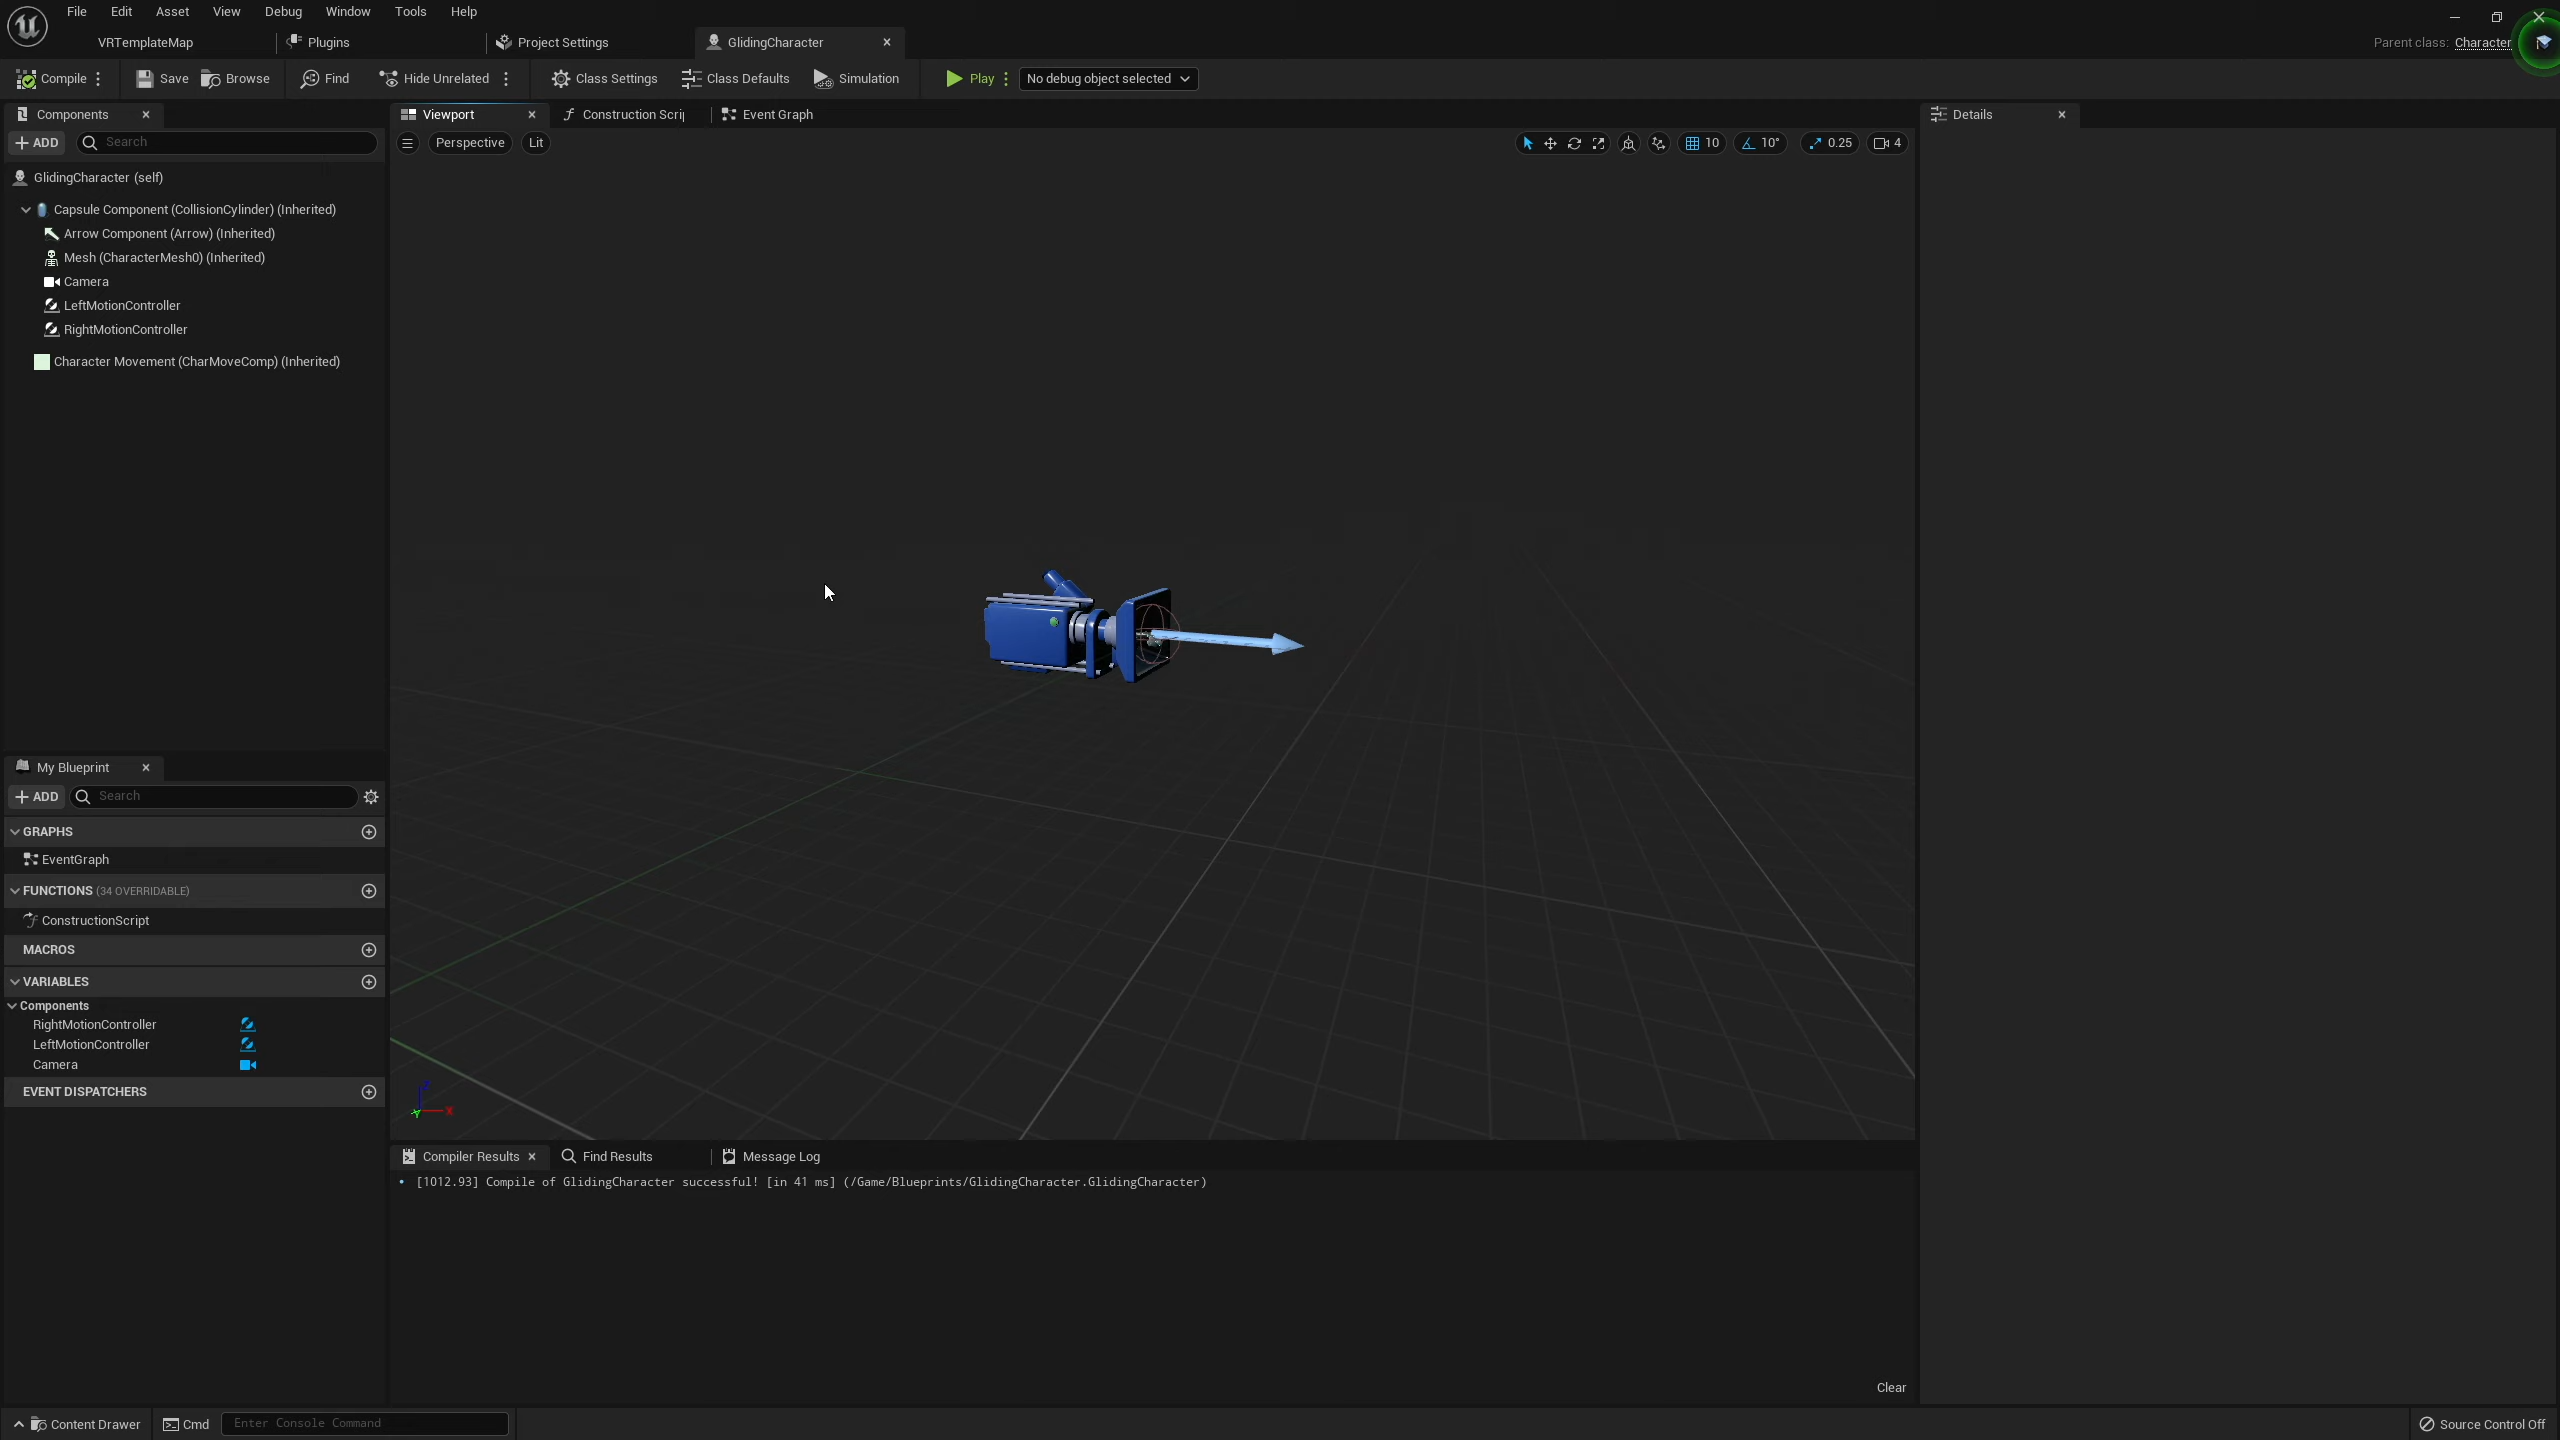 File Edit Asset View Debug Window Tools Help
VRTemplateMap Plugins Project Settings GlidingCharacter Parent class: Character
Compile Save Browse Find Hide Unrelated Class Settings Class Defaults Simulation Play No debug object selected
Components Viewport Construction Scrip Event Graph Details
ADD Search Perspective Lit 10 10° 0.25 4
GlidingCharacter (self)
Capsule Component (CollisionCylinder) (Inherited)
Arrow Component (Arrow) (Inherited)
Mesh (CharacterMesh0) (Inherited)
Camera
LeftMotionController
RightMotionController
Character Movement (CharMoveComp) (Inherited)
My Blueprint
ADD Search
GRAPHS
EventGraph
FUNCTIONS (34 OVERRIDABLE)
ConstructionScript
MACROS
VARIABLES
Components
RightMotionController
LeftMotionController
Camera
EVENT DISPATCHERS
Z
Y X
Compiler Results Find Results Message Log
[1012.93] Compile of GlidingCharacter successful! [in 41 ms] (/Game/Blueprints/GlidingCharacter.GlidingCharacter)
Clear
Content Drawer Cmd Enter Console Command Source Control Off